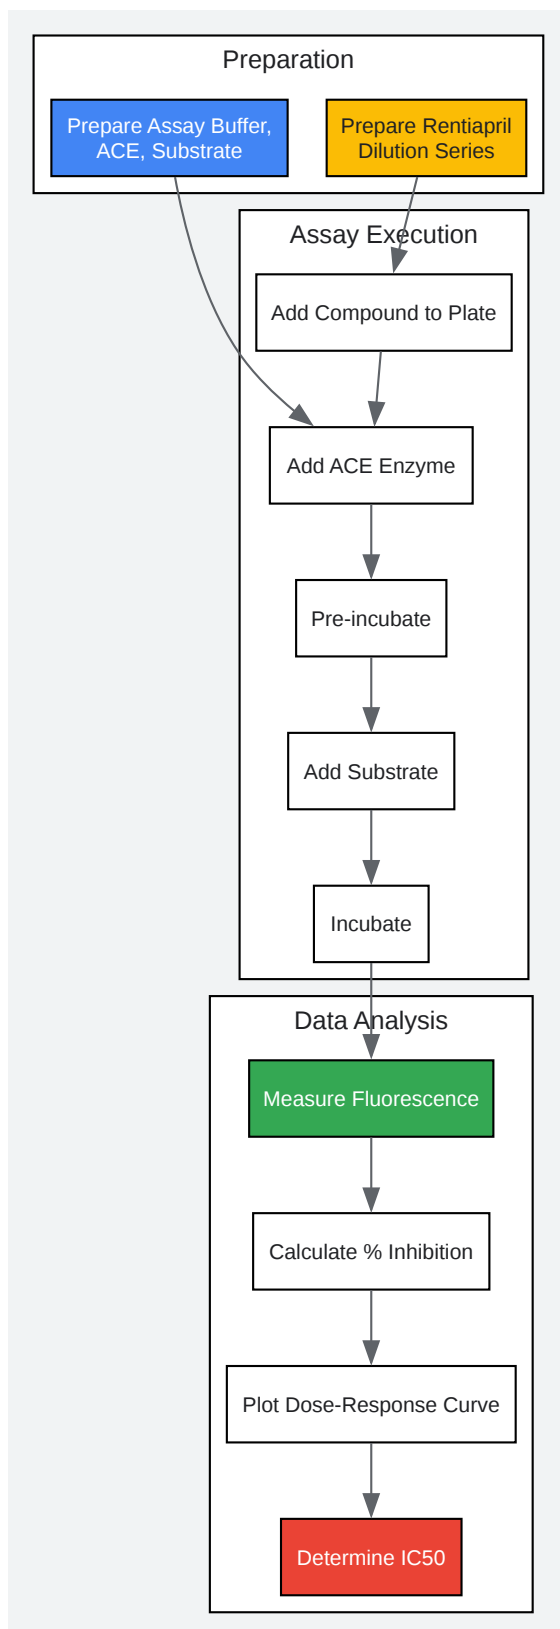 Preparation
Prepare Assay Buffer,
ACE, Substrate
Prepare Rentiapril
Dilution Series
Assay Execution
Add Compound to Plate
Add ACE Enzyme
Pre-incubate
Add Substrate
Incubate
Data Analysis
Measure Fluorescence
Calculate % Inhibition
Plot Dose-Response Curve
Determine IC50